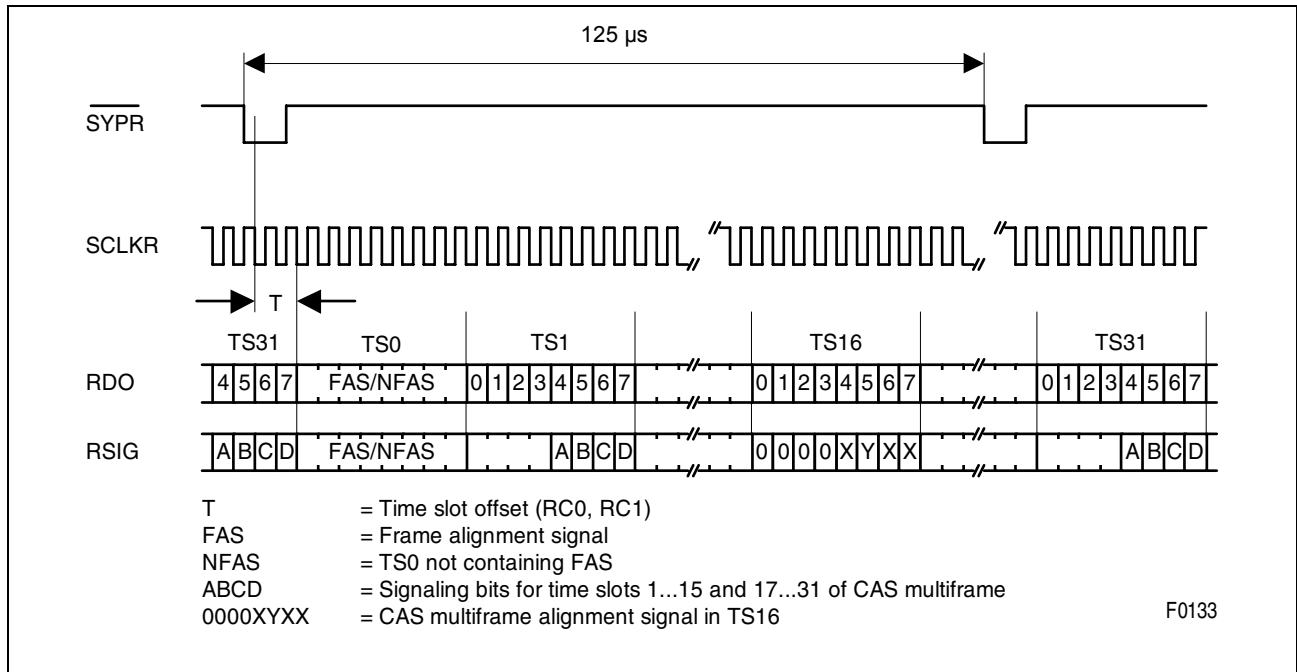 125 µs
SYPR
SCLKR
T
TS31 TS0 TS1 TS16 TS31
RDO 4 5 6 7 FAS/NFAS 0 1 2 3 4 5 6 7 0 1 2 3 4 5 6 7 0 1 2 3 4 5 6 7
RSIG A B C D FAS/NFAS A B C D 0 0 0 0 X Y X X A B C D
T = Time slot offset (RC0, RC1)
FAS = Frame alignment signal
NFAS = TS0 not containing FAS
ABCD = Signaling bits for time slots 1...15 and 17...31 of CAS multiframe
0000XYXX = CAS multiframe alignment signal in TS16
F0133